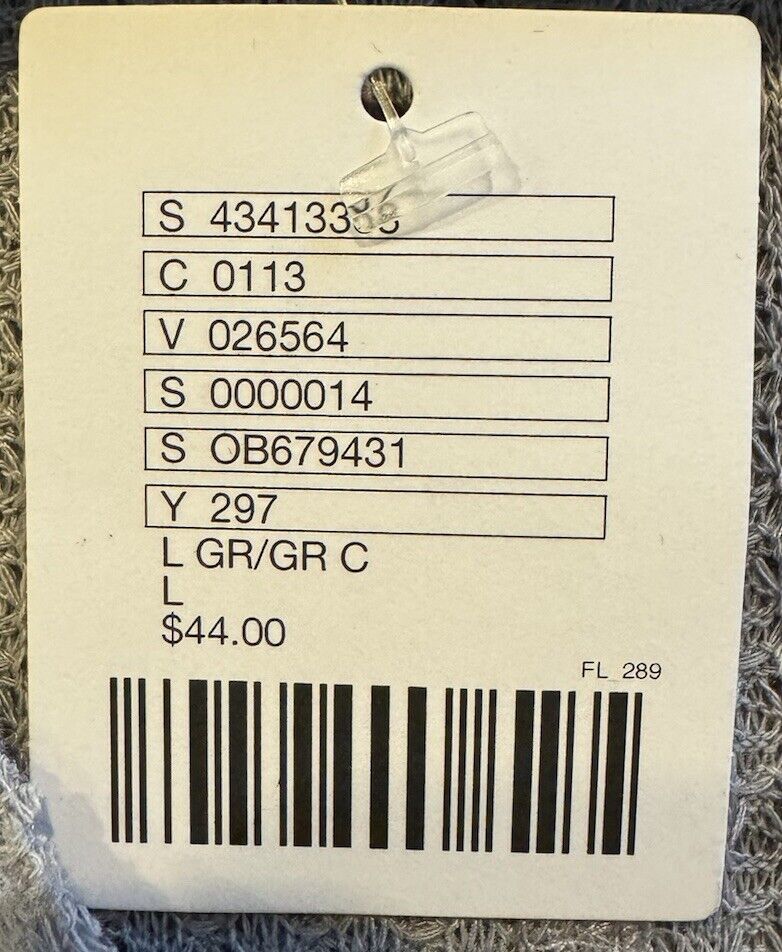 S
C 0113
V 026564
S 0000014
S OB679431
Y 297
L GR/GR C
L
$44.00
FL_289